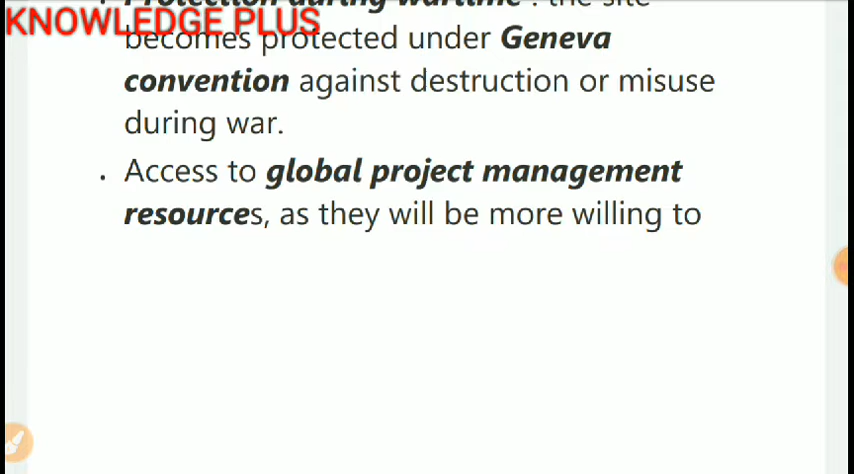 Protection during wartime : the site
KNOWLEDGE PLUS
becomes protected under Geneva
convention against destruction or misuse
during war.
. Access to global project management
resources, as they will be more willing to